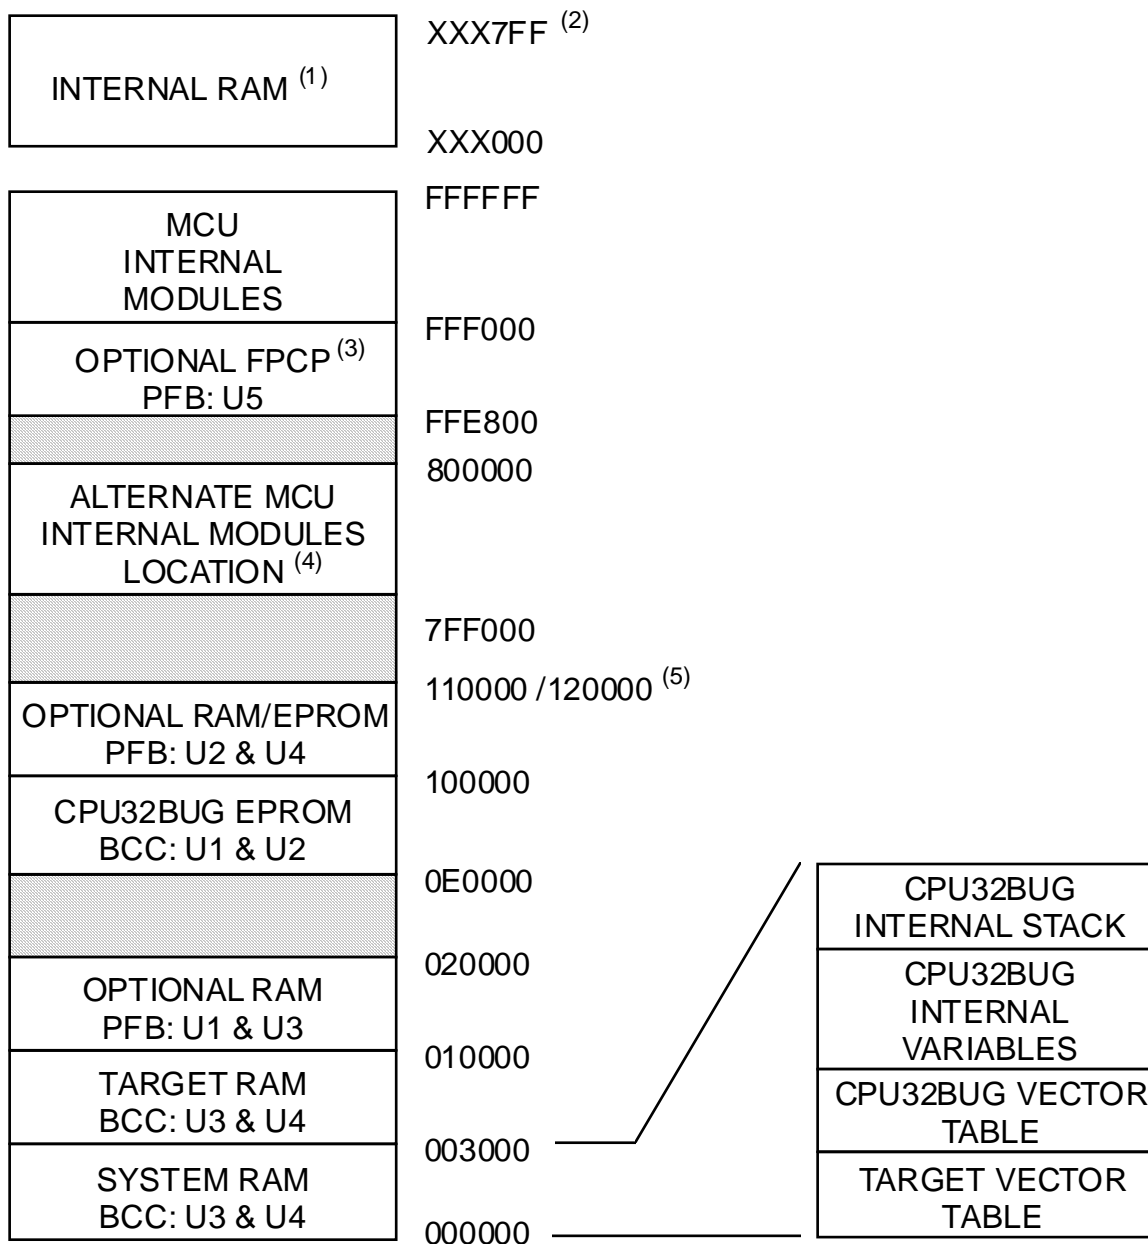 XXX7FF (2)
INTERNAL RAM (1)
XXX000
FFFFFF
MCU
INTERNAL
MODULES
FFF000
OPTIONAL FPCP (3)
PFB: U5
FFE800
800000
ALTERNATE MCU
INTERNAL MODULES
LOCATION (4)
7FF000
110000 /120000 (5)
OPTIONAL RAM/EPROM
PFB: U2 & U4
100000
CPU32BUG EPROM
BCC: U1 & U2
0E0000
020000
OPTIONAL RAM
PFB: U1 & U3
010000
TARGET RAM
BCC: U3 & U4
003000
SYSTEM RAM
BCC: U3 & U4
000000
CPU32BUG
INTERNAL STACK
CPU32BUG
INTERNAL
VARIABLES
CPU32BUG VECTOR
TABLE
TARGET VECTOR
TABLE